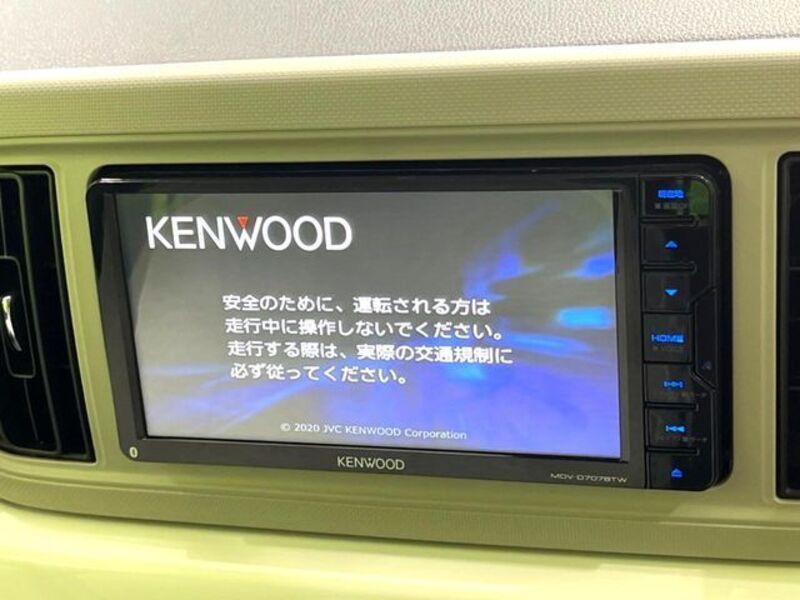 KENWOOD
安全のために、運転される方は
走行中に操作しないでください。
走行する際は、実際の交通規制に
必ず従ってください。
© 2020 JVC KENWOOD Corporation
KENWOOD
MDV-D707BTW
現在地
HOME